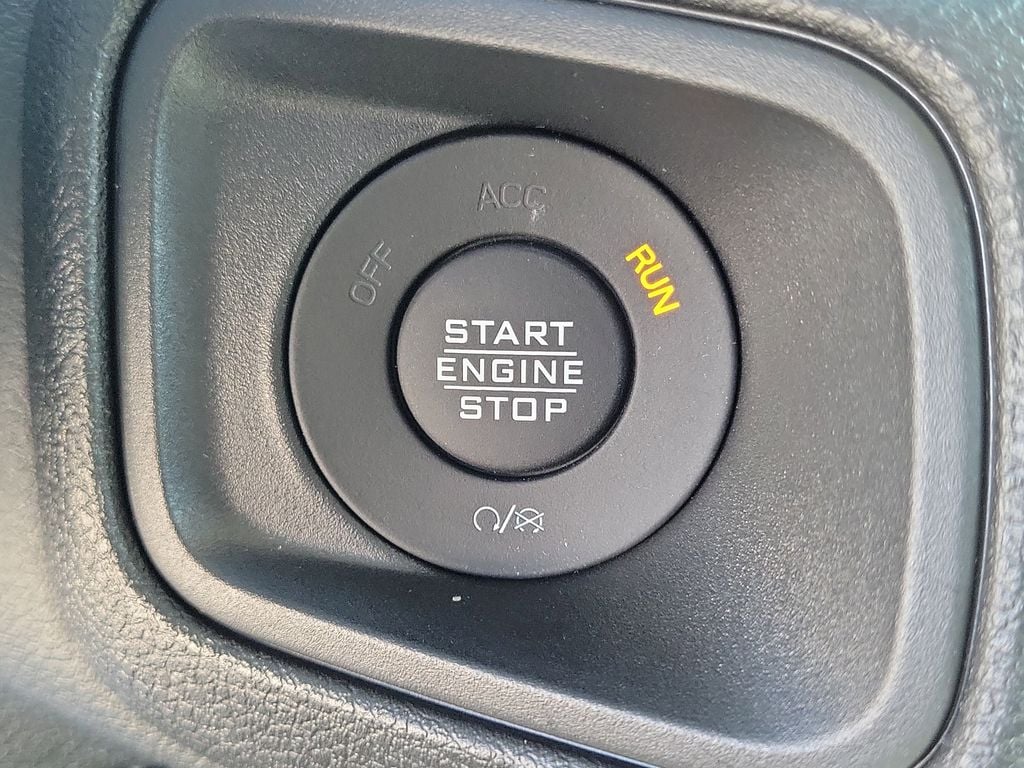 ACC
OFF
RUN
START
ENGINE
STOP